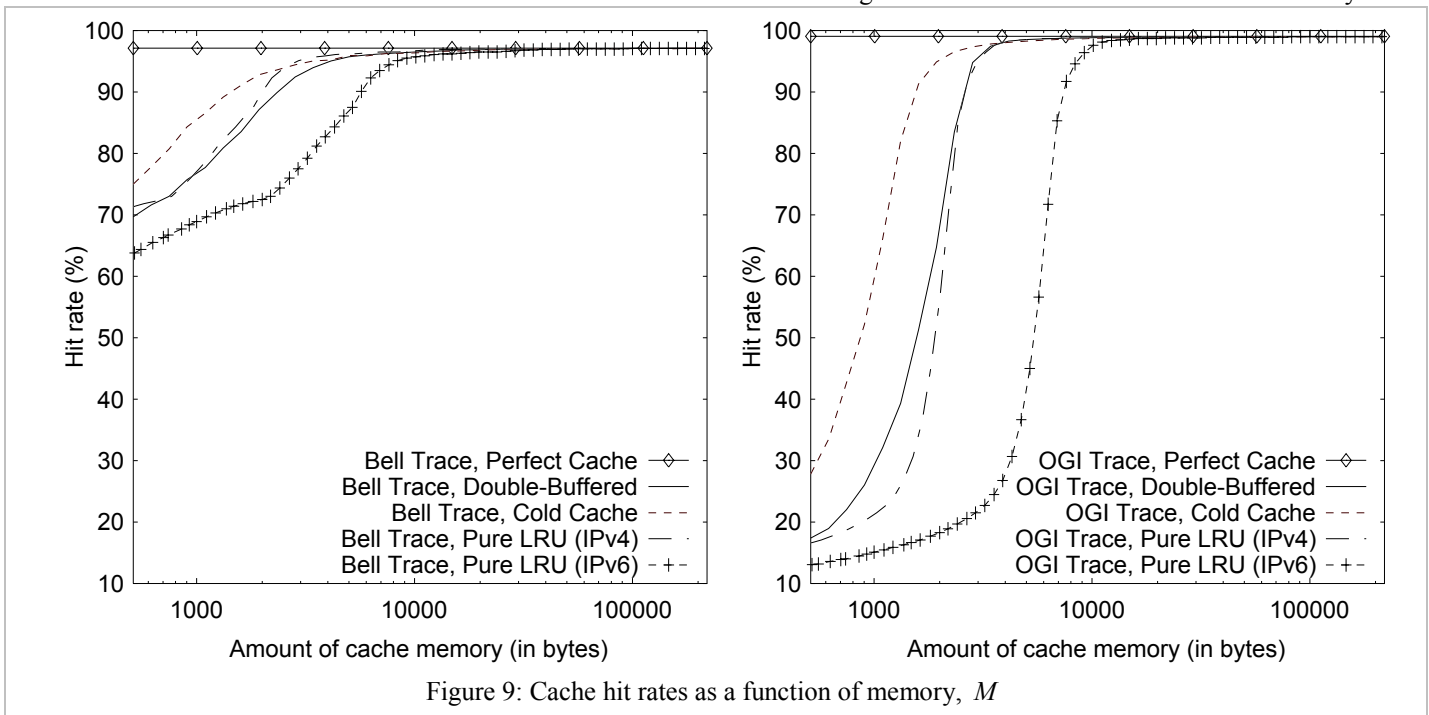 100
90
80
70
60
50
40
30
20
10
Hit rate (%)
Bell Trace, Perfect Cache
Bell Trace, Double-Buffered
Bell Trace, Cold Cache
Bell Trace, Pure LRU (IPv4)
Bell Trace, Pure LRU (IPv6)
1000 10000 100000
Amount of cache memory (in bytes)
100
90
80
70
60
50
40
30
20
10
Hit rate (%)
OGI Trace, Perfect Cache
OGI Trace, Double-Buffered
OGI Trace, Cold Cache
OGI Trace, Pure LRU (IPv4)
OGI Trace, Pure LRU (IPv6)
1000 10000 100000
Amount of cache memory (in bytes)
Figure 9: Cache hit rates as a function of memory, M